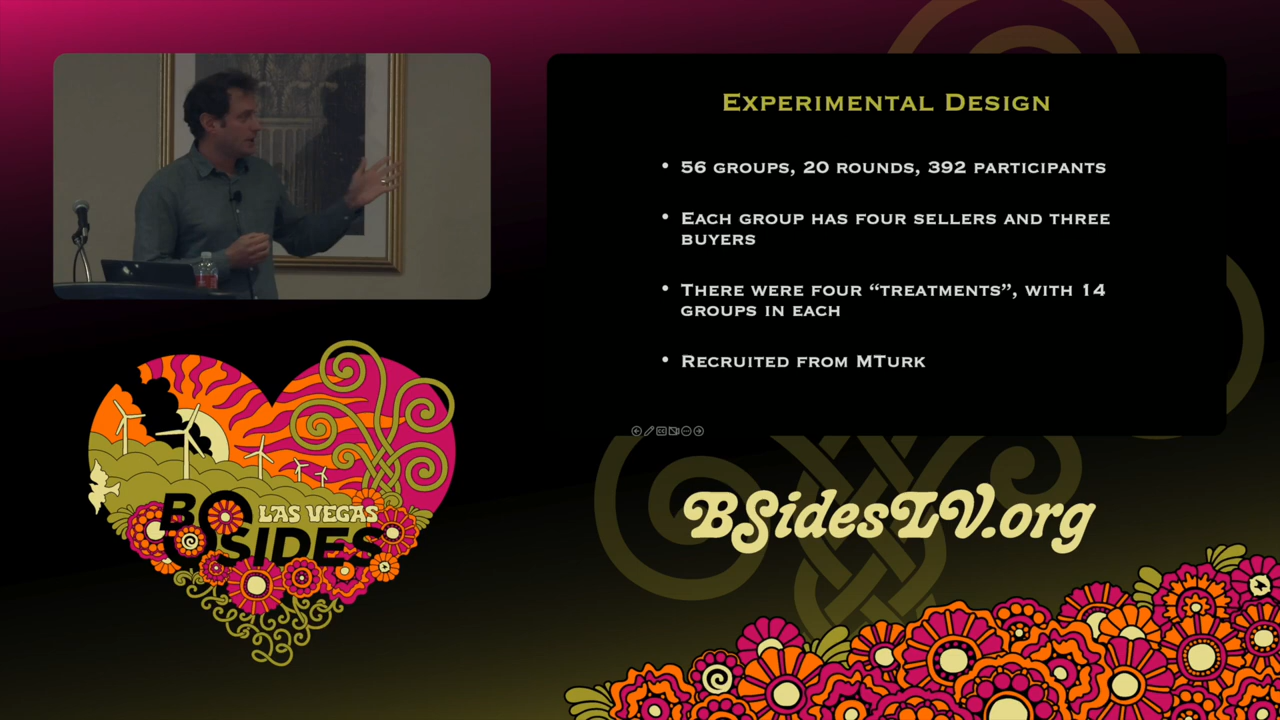 EXPERIMENTAL DESIGN
• 56 GROUPS, 20 ROUNDS, 392 PARTICIPANTS
• EACH GROUP HAS FOUR SELLERS AND THREE
BUYERS
• THERE WERE FOUR “TREATMENTS”, WITH 14
GROUPS IN EACH
• RECRUITED FROM MTURK
BSidesLV.org
LAS VEGAS
BSIDES
23